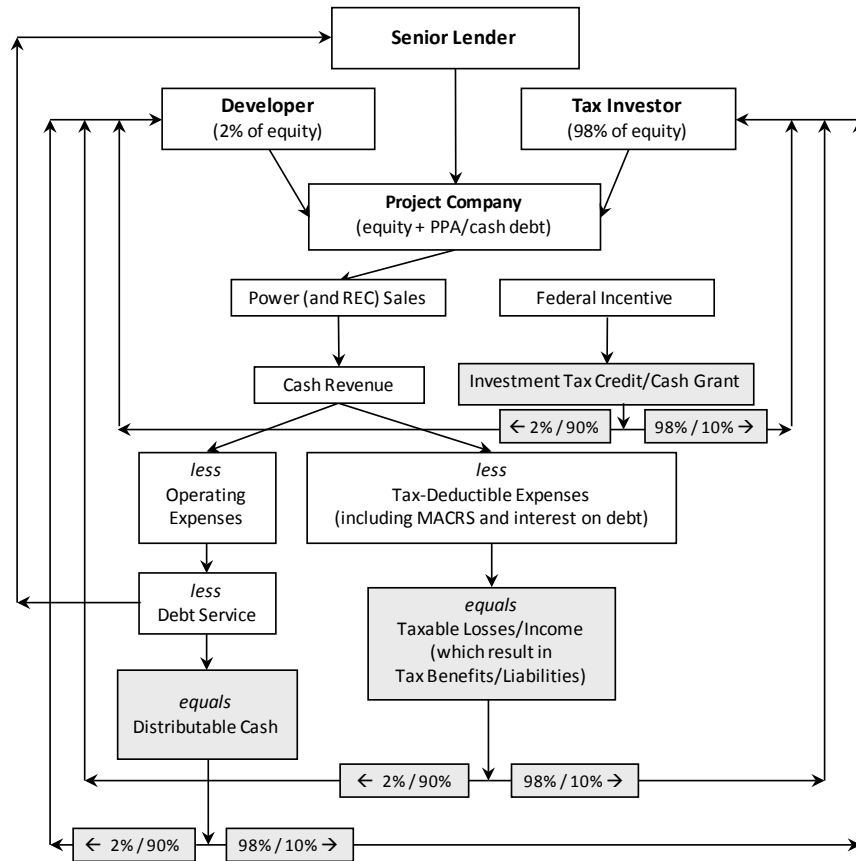 Senior Lender
Developer
(2% of equity)
Tax Investor
(98% of equity)
Project Company
(equity + PPA/cash debt)
Power (and REC) Sales
Federal Incentive
Cash Revenue
Investment Tax Credit/Cash Grant
← 2% / 90%
98% / 10% →
less
Operating
Expenses
less
Tax-Deductible Expenses
(including MACRS and interest on debt)
less
Debt Service
equals
Taxable Losses/Income
(which result in
Tax Benefits/Liabilities)
equals
Distributable Cash
← 2% / 90%
98% / 10% →
← 2% / 90%
98% / 10% →